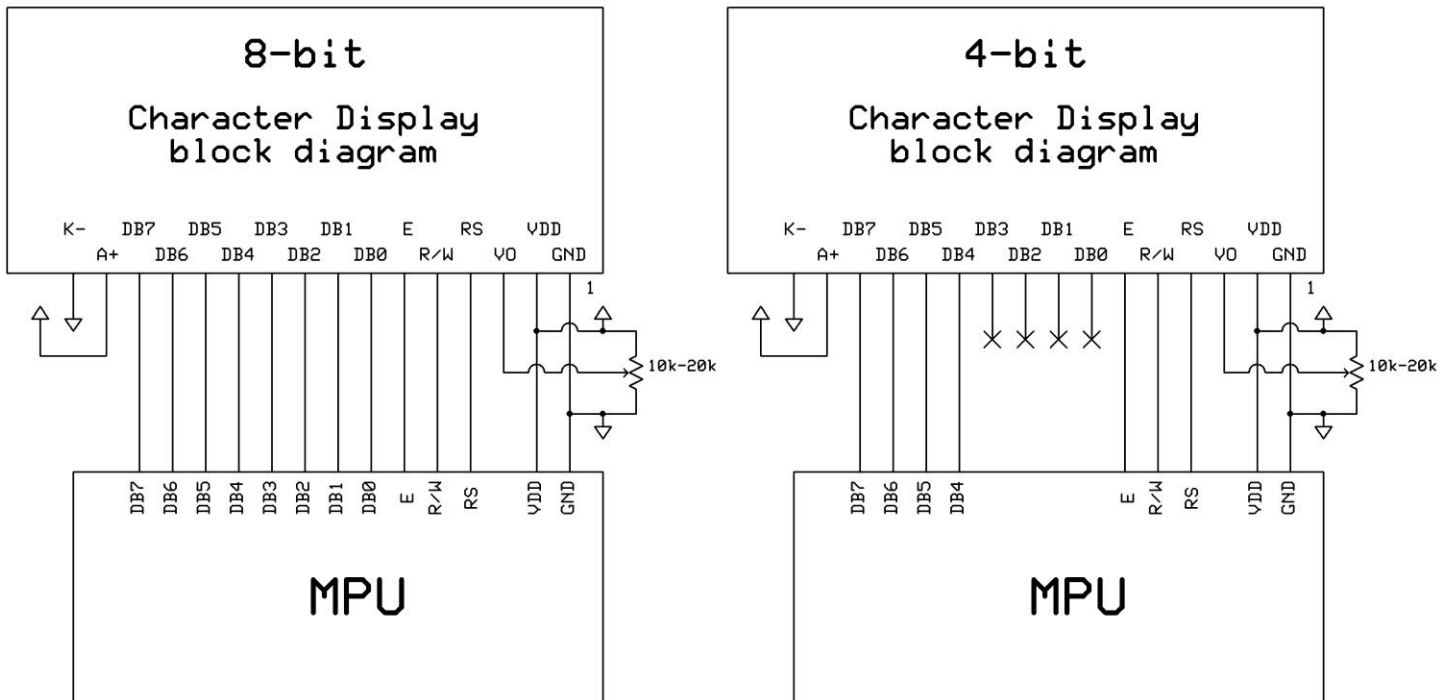 8-bit
Character Display
block diagram
K- DB7 DB5 DB3 DB1 E RS VDD
A+ DB6 DB4 DB2 DB0 R/W VO GND
1
10k-20k
DB7 DB6 DB5 DB4 DB3 DB2 DB1 DB0 E R/W RS VDD GND
MPU
4-bit
Character Display
block diagram
K- DB7 DB5 DB3 DB1 E RS VDD
A+ DB6 DB4 DB2 DB0 R/W VO GND
1
10k-20k
DB7 DB6 DB5 DB4 E R/W RS VDD GND
MPU